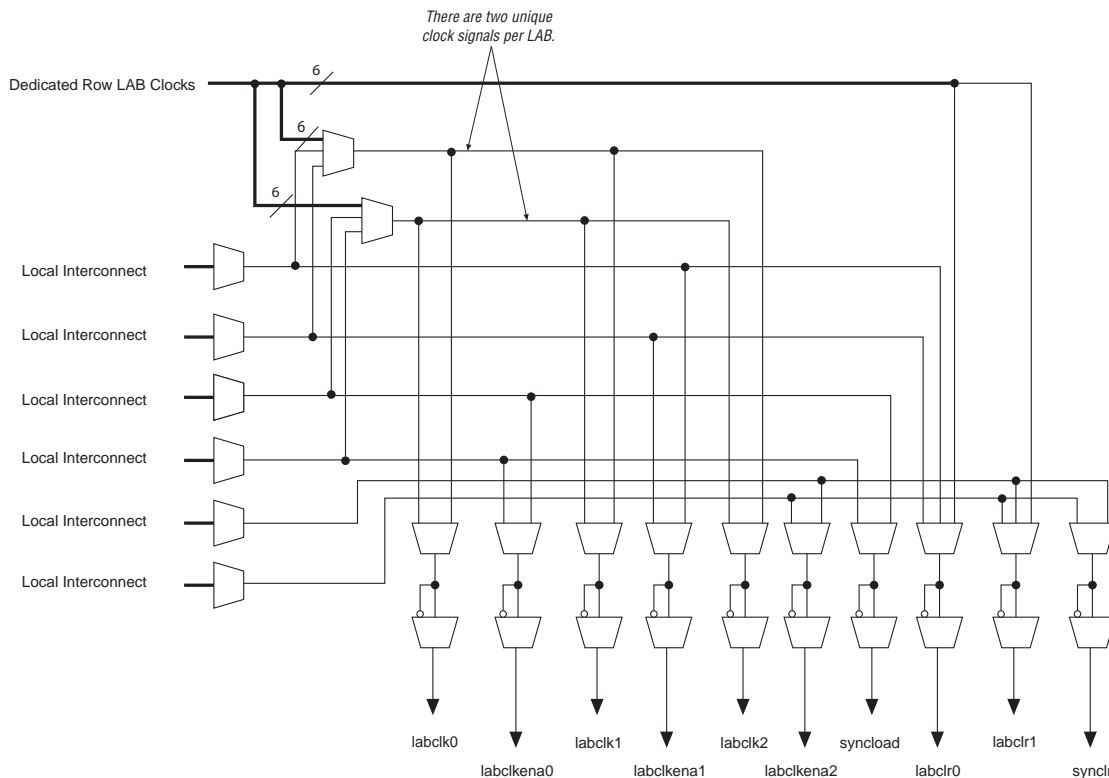 There are two unique
clock signals per LAB.
6
Dedicated Row LAB Clocks
6
6
Local Interconnect
Local Interconnect
Local Interconnect
Local Interconnect
Local Interconnect
Local Interconnect
labclk0
labclk1
labclk2
syncload
labclr1
labclkena0
labclkena1
labclkena2
labclr0
synclr